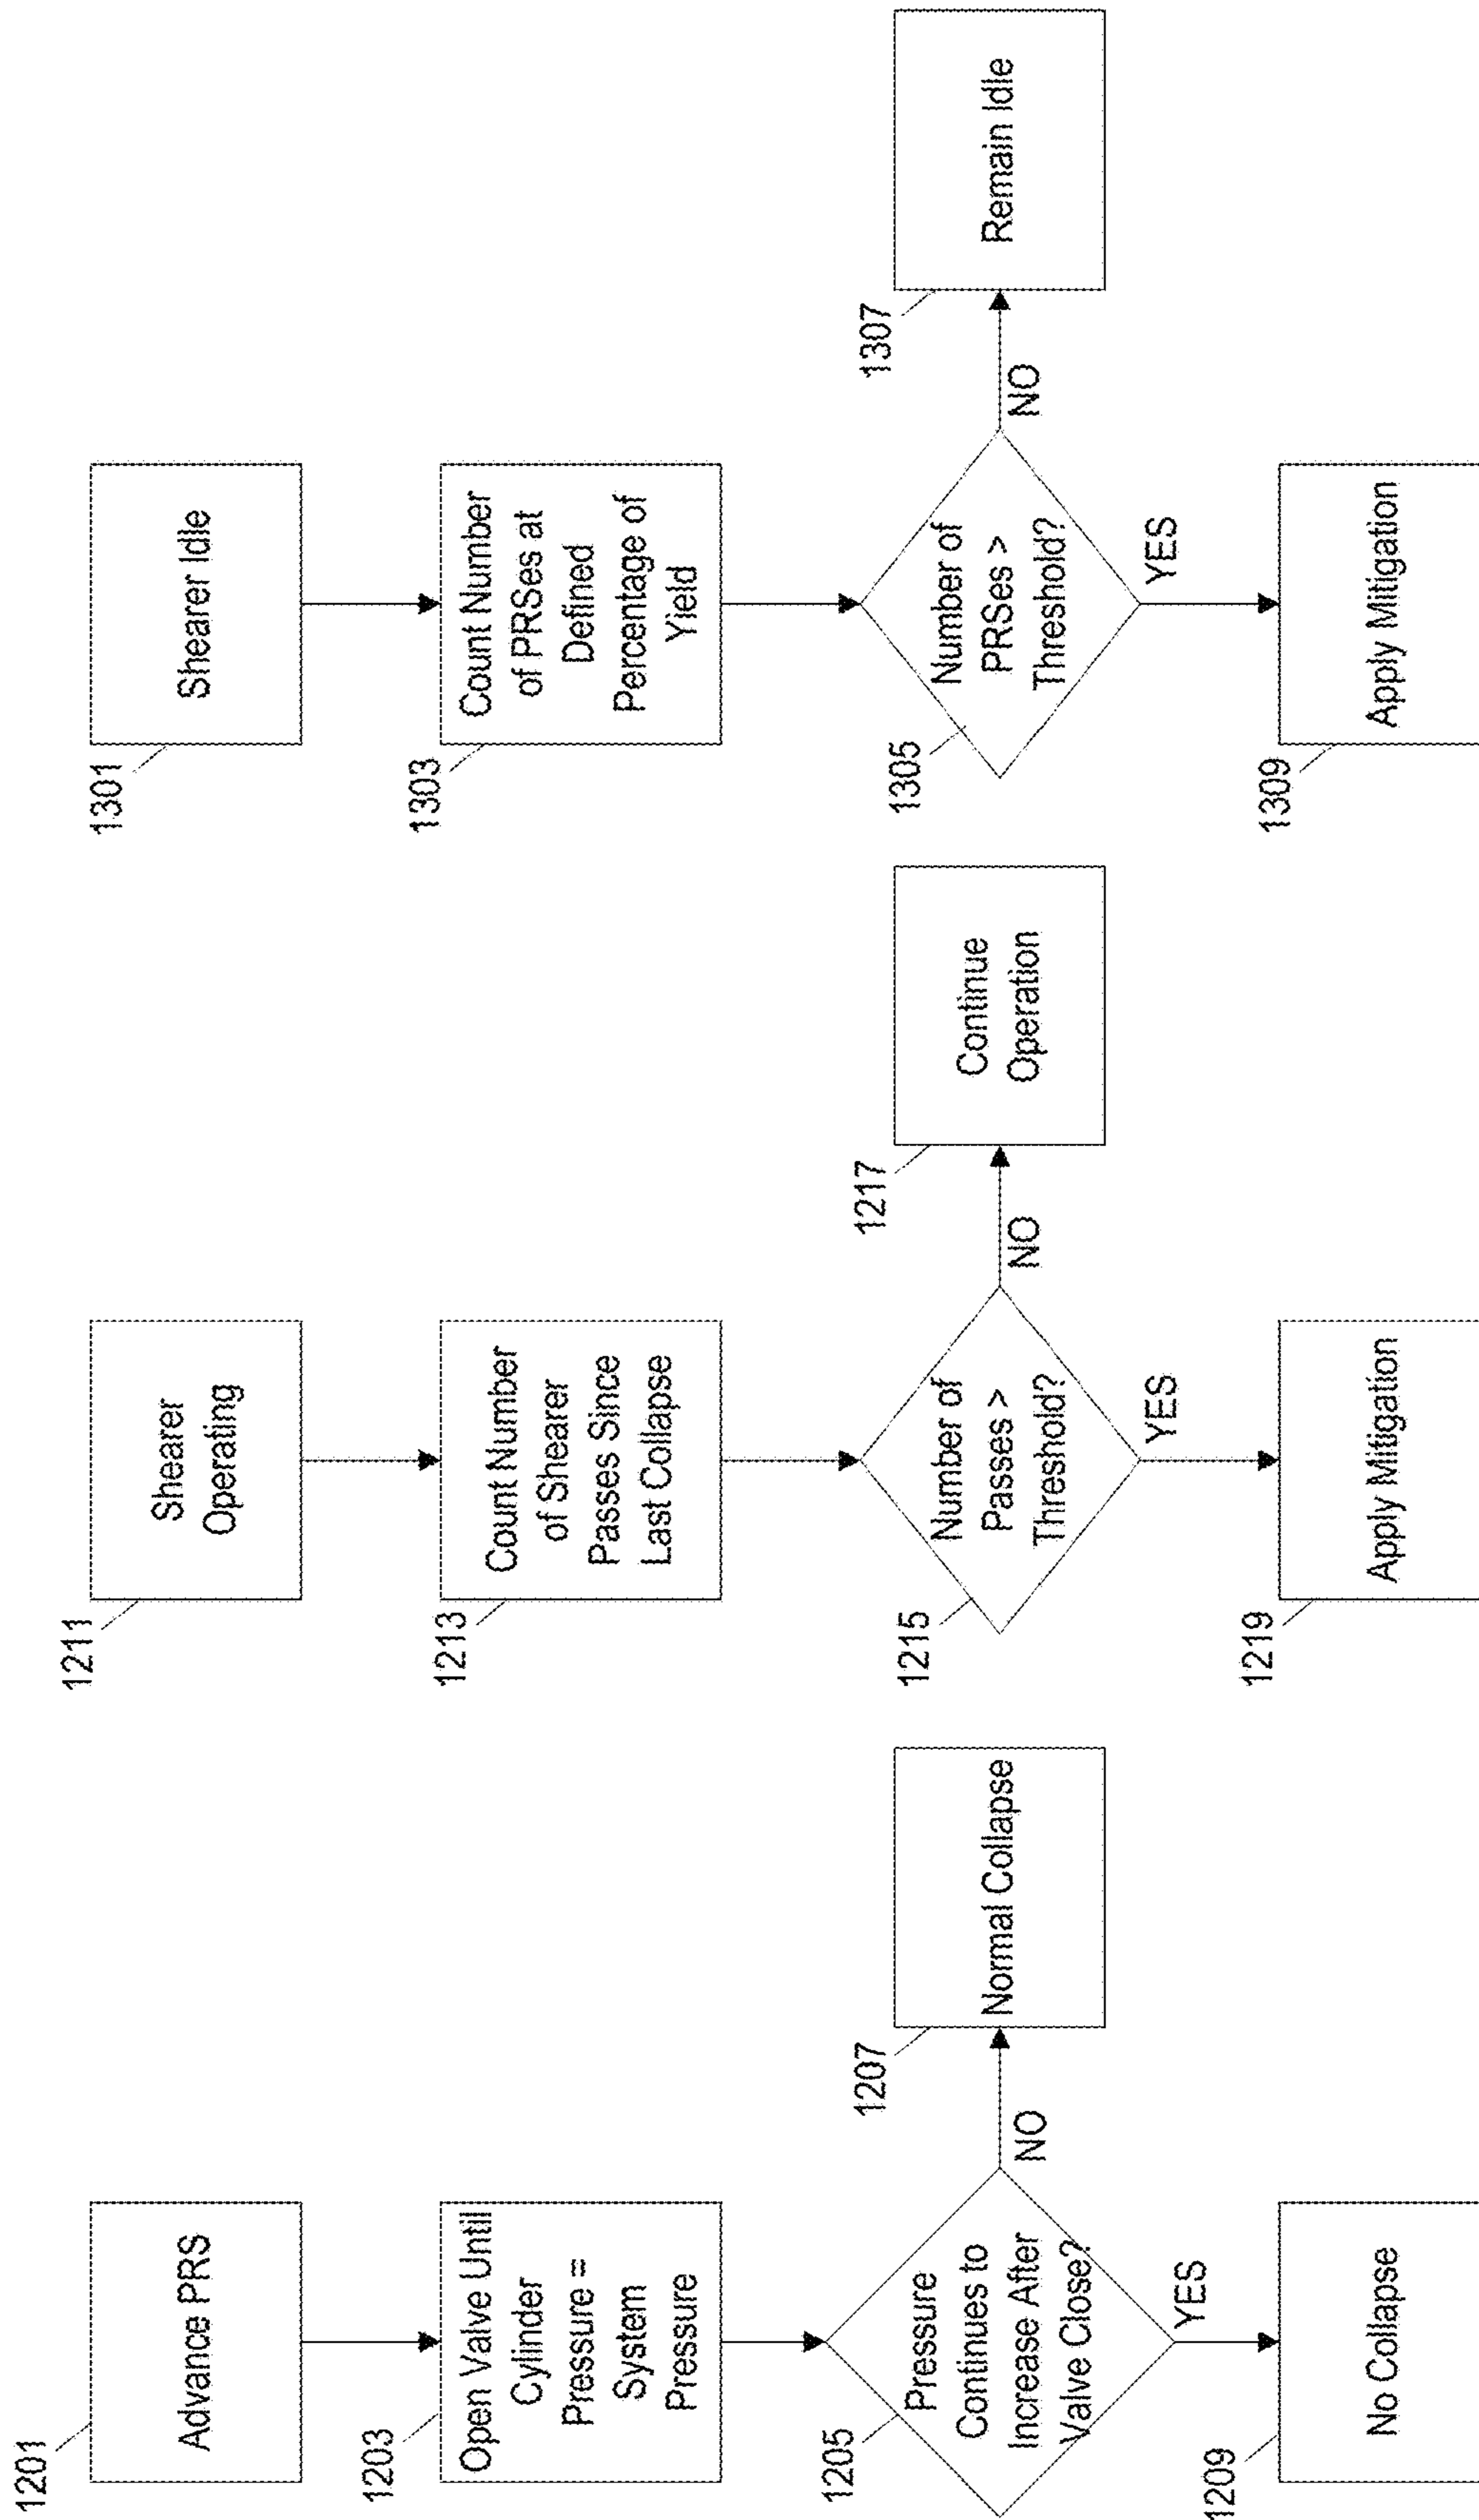 1201
Advance PRS
1203
Open Valve Until
Cylinder
Pressure =
System
Pressure
1205
Pressure
Continues to
Increase After
Valve Close?
NO
1207
Normal Collapse
YES
1209
No Collapse
1211
Shearer
Operating
1213
Count Number
of Shearer
Passes Since
Last Collapse
1215
Number of
Passes >
Threshold?
NO
1217
Continue
Operation
YES
1219
Apply Mitigation
1301
Shearer Idle
1303
Count Number
of PRSes at
Defined
Percentage of
Yield
1305
Number of
PRSes >
Threshold?
NO
1307
Remain Idle
YES
1309
Apply Mitigation